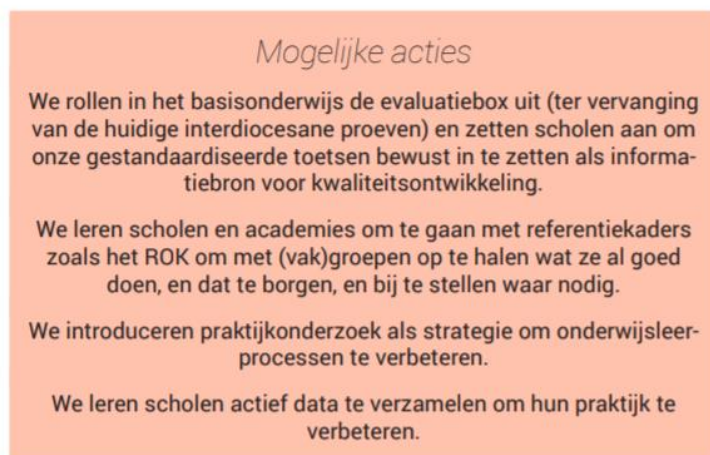 Mogelijke acties
We rollen in het basisonderwijs de evaluatiebox uit (ter vervanging
van de huidige interdiocesane proeven) en zetten scholen aan om
onze gestandaardiseerde toetsen bewust in te zetten als informa-
tiebron voor kwaliteitsontwikkeling.
We leren scholen en academies om te gaan met referentiekaders
zoals het ROK om met (vak)groepen op te halen wat ze al goed
doen, en dat te borgen, en bij te stellen waar nodig.
We introduceren praktijkonderzoek als strategie om onderwijsleer-
processen te verbeteren.
We leren scholen actief data te verzamelen om hun praktijk te
verbeteren.